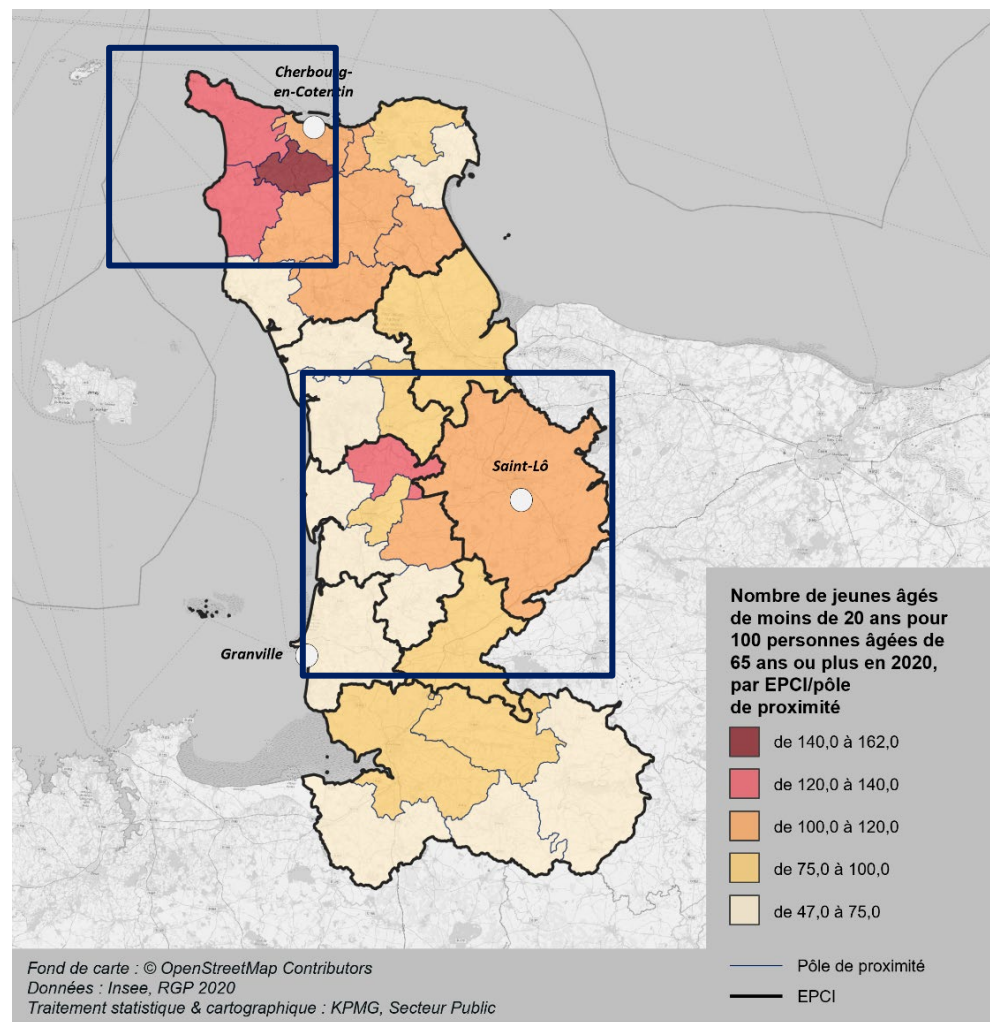 Cherbourg-
en-Cotentin
Saint-Lô
Granville
Nombre de jeunes âgés
de moins de 20 ans pour
100 personnes âgées de
65 ans ou plus en 2020,
par EPCI/pôle
de proximité
de 140,0 à 162,0
de 120,0 à 140,0
de 100,0 à 120,0
de 75,0 à 100,0
de 47,0 à 75,0
Pôle de proximité
EPCI
Fond de carte : © OpenStreetMap Contributors
Données : Insee, RGP 2020
Traitement statistique & cartographique : KPMG, Secteur Public